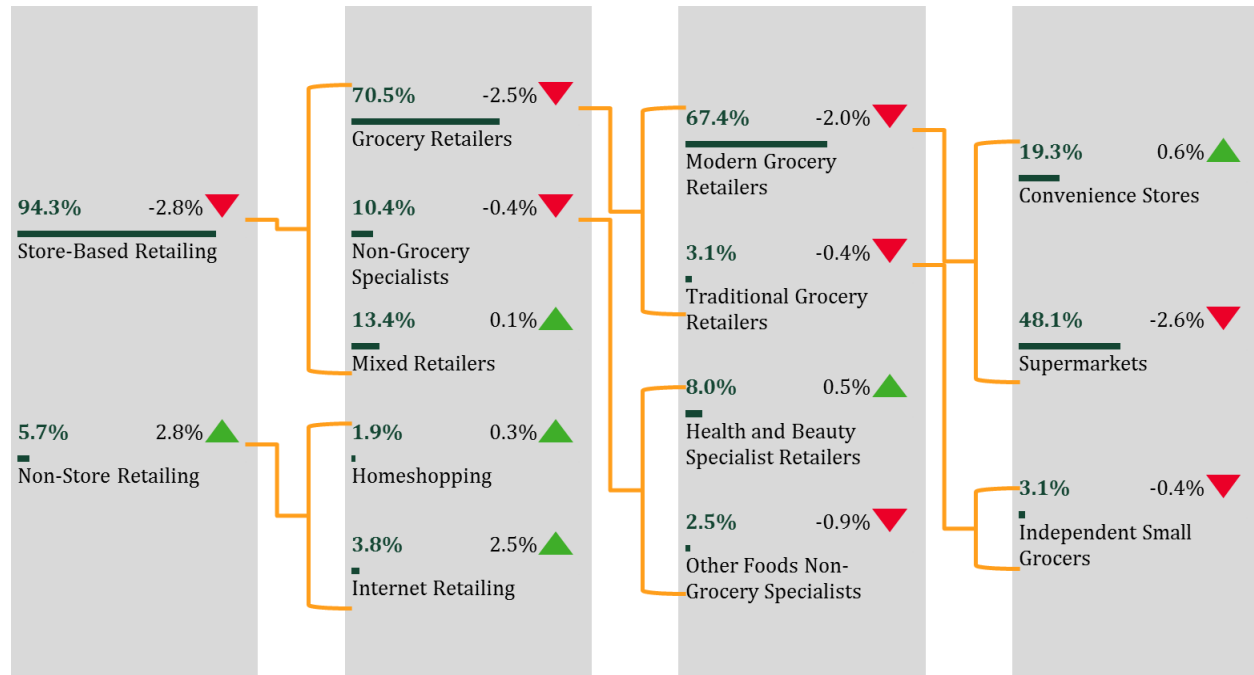 94.3% -2.8%
Store-Based Retailing
5.7% 2.8%
Non-Store Retailing
70.5% -2.5%
Grocery Retailers
10.4% -0.4%
Non-Grocery
Specialists
13.4% 0.1%
Mixed Retailers
1.9% 0.3%
Homeshopping
3.8% 2.5%
Internet Retailing
67.4% -2.0%
Modern Grocery
Retailers
3.1% -0.4%
Traditional Grocery
Retailers
8.0% 0.5%
Health and Beauty
Specialist Retailers
2.5% -0.9%
Other Foods Non-
Grocery Specialists
19.3% 0.6%
Convenience Stores
48.1% -2.6%
Supermarkets
3.1% -0.4%
Independent Small
Grocers